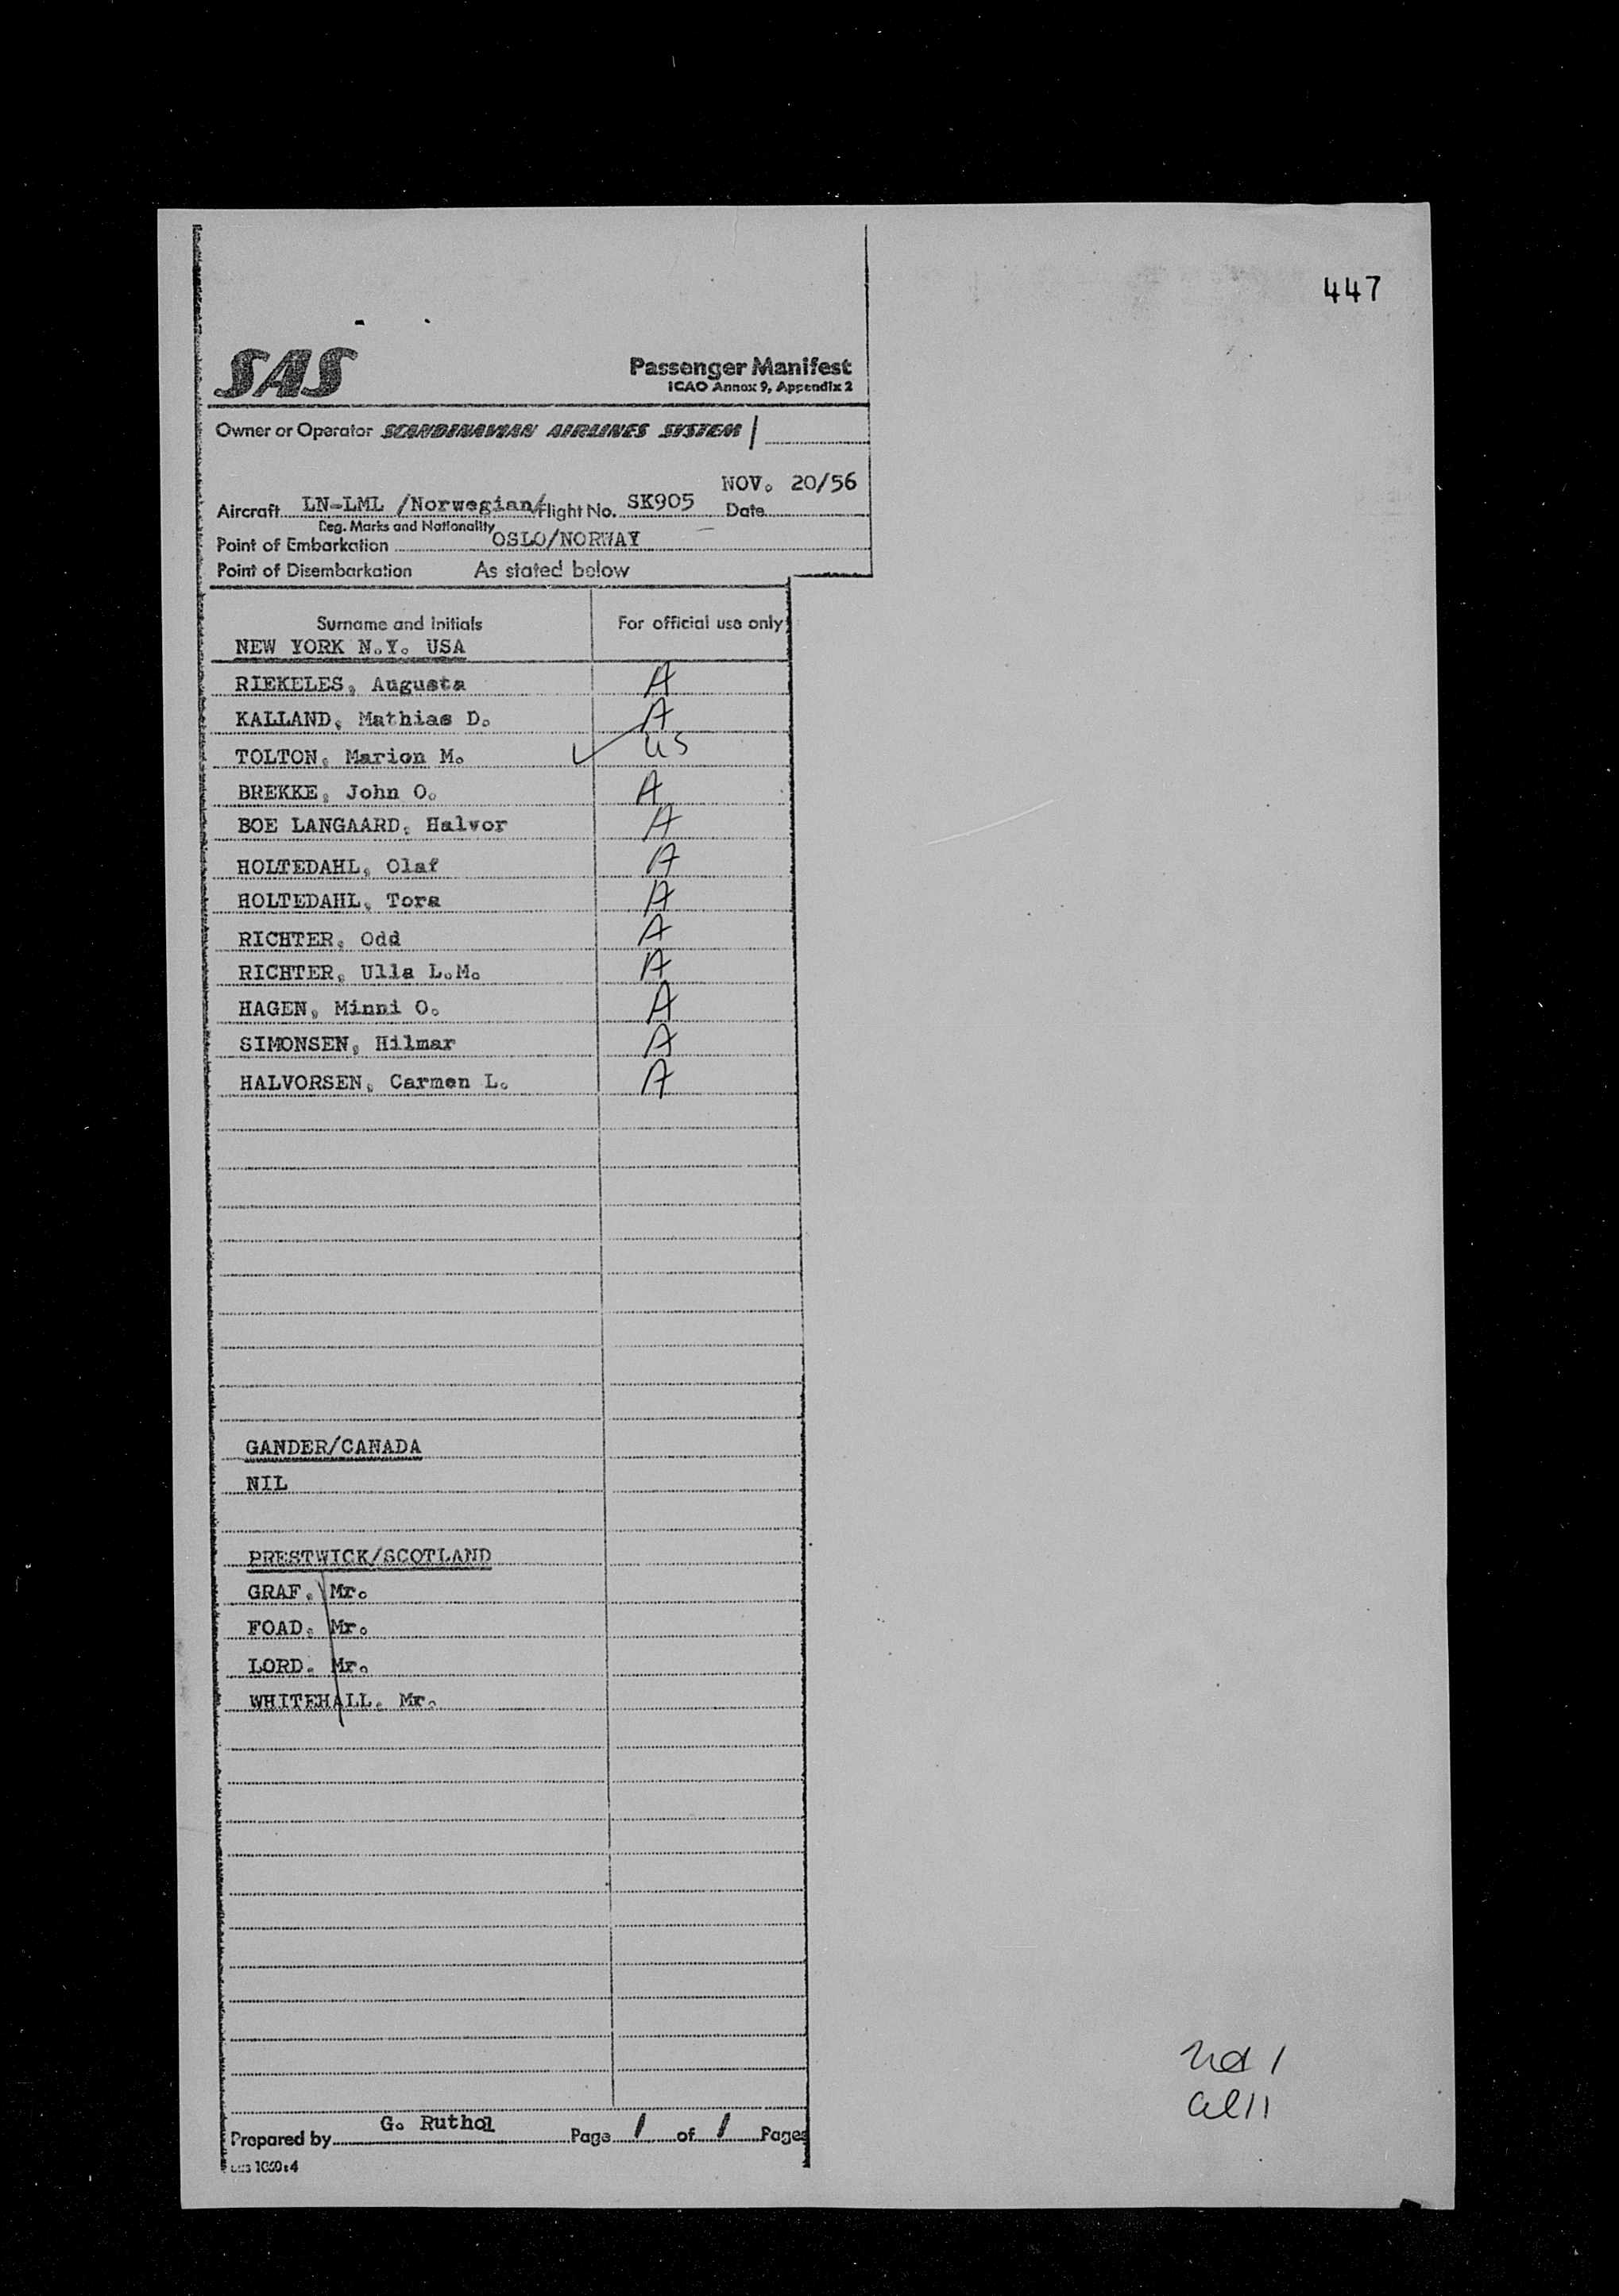 447
SAS
Passenger Manifest
ICAO Annex 9, Appendix 2
Owner or Operator SCANDINAVIAN AIRLINES SYSTEM
NOV. 20/56
Aircraft LN-LML /Norwegian/ Flight No. SK905 Date
Reg. Marks and Nationality
Point of Embarkation OSLO/NORWAY
Point of Disembarkation As stated below
Surname and Initials For official use only
NEW YORK N.Y. USA
RIEKELES, Augusta A
KALLAND, Mathias D. A
TOLTON, Marion M. ✓ US
BREKKE, John O. A
BOE LANGAARD, Halvor A
HOLTEDAHL, Olaf A
HOLTEDAHL, Tora A
RICHTER, Odd A
RICHTER, Ulla L.M. A
HAGEN, Minni O. A
SIMONSEN, Hilmar A
HALVORSEN, Carmen L. A
GANDER/CANADA
NIL
PRESTWICK/SCOTLAND
GRAF, Mr.
FOAD, Mr.
LORD, Mr.
WHITEHALL, Mr.
1
11
G. Ruthol
Prepared by Page 1 of 1 Pages
1060:4